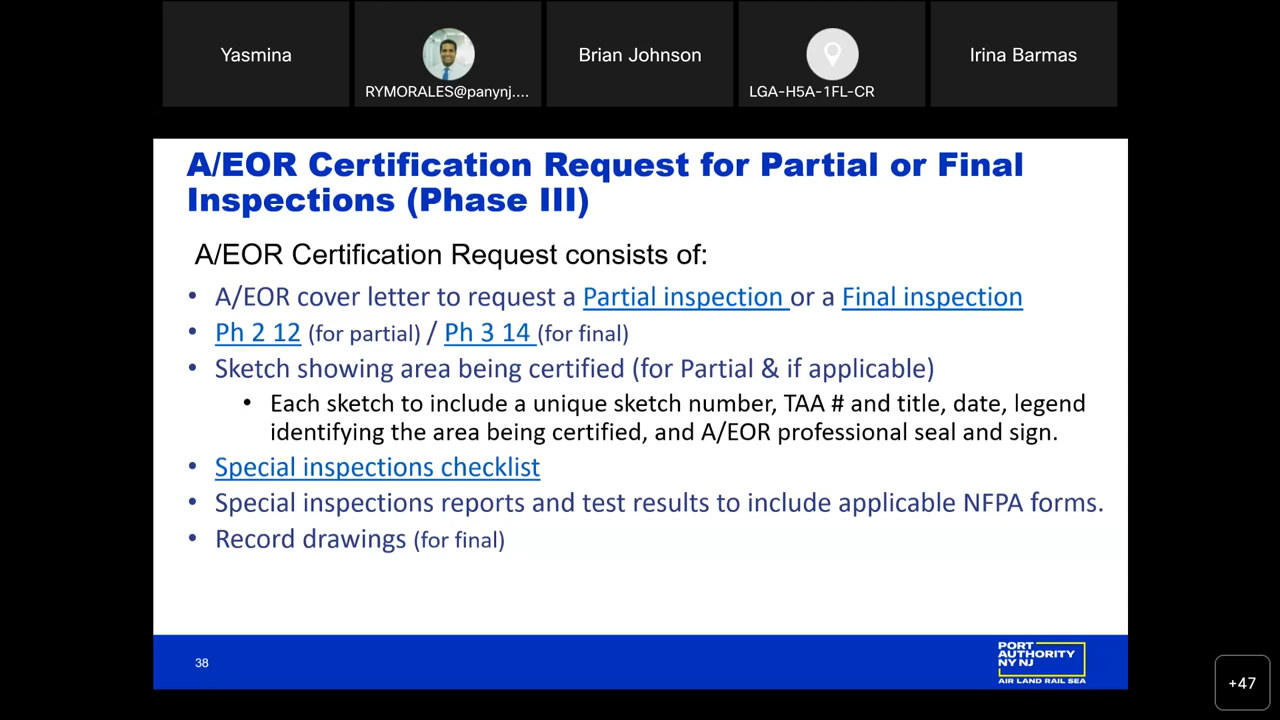 Yasmina
RYMORALES@panynj....
Brian Johnson
LGA-H5A-1FL-CR
Irina Barmas
A/EOR Certification Request for Partial or Final
Inspections (Phase III)
A/EOR Certification Request consists of:
• A/EOR cover letter to request a Partial inspection or a Final inspection
• Ph 2 12 (for partial) / Ph 3 14 (for final)
• Sketch showing area being certified (for Partial & if applicable)
• Each sketch to include a unique sketch number, TAA # and title, date, legend
identifying the area being certified, and A/EOR professional seal and sign.
• Special inspections checklist
• Special inspections reports and test results to include applicable NFPA forms.
• Record drawings (for final)
38
PORT
AUTHORITY
NY NJ
AIR LAND RAIL SEA
+47